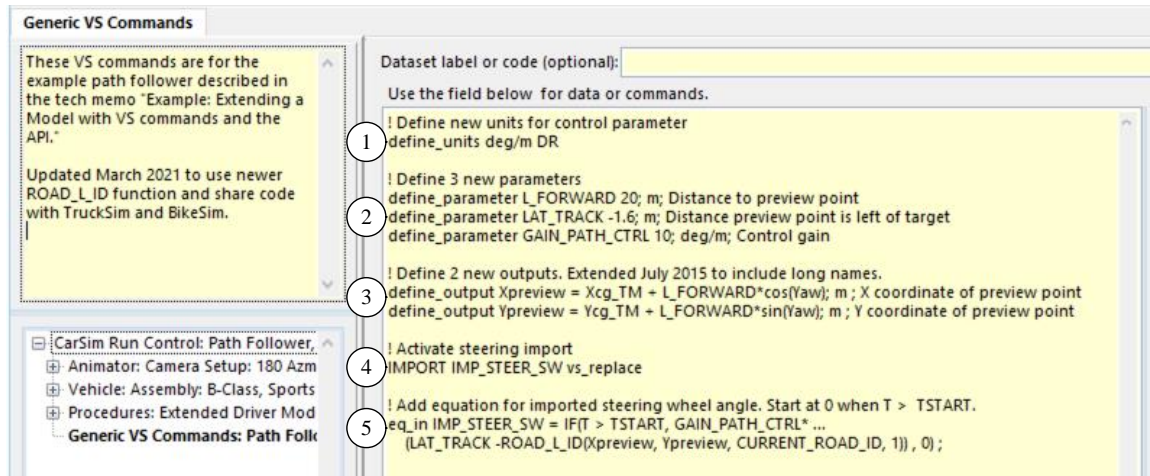 Generic VS Commands
These VS commands are for the
example path follower described in
the tech memo "Example: Extending a
Model with VS commands and the
API."
Updated March 2021 to use newer
ROAD_L_ID function and share code
with TruckSim and BikeSim.
CarSim Run Control: Path Follower,
Animator: Camera Setup: 180 Azm
Vehicle: Assembly: B-Class, Sports
Procedures: Extended Driver Mod
Generic VS Commands: Path Follo
Dataset label or code (optional):
Use the field below for data or commands.
! Define new units for control parameter
1 define_units deg/m DR
! Define 3 new parameters
define_parameter L_FORWARD 20; m; Distance to preview point
2 define_parameter LAT_TRACK -1.6; m; Distance preview point is left of target
define_parameter GAIN_PATH_CTRL 10; deg/m; Control gain
! Define 2 new outputs. Extended July 2015 to include long names.
3 define_output Xpreview = Xcg_TM + L_FORWARD*cos(Yaw); m ; X coordinate of preview point
define_output Ypreview = Ycg_TM + L_FORWARD*sin(Yaw); m ; Y coordinate of preview point
! Activate steering import
4 IMPORT IMP_STEER_SW vs_replace
! Add equation for imported steering wheel angle. Start at 0 when T > TSTART.
5 eq_in IMP_STEER_SW = IF(T > TSTART, GAIN_PATH_CTRL* ...
(LAT_TRACK -ROAD_L_ID(Xpreview, Ypreview, CURRENT_ROAD_ID, 1)) , 0) ;